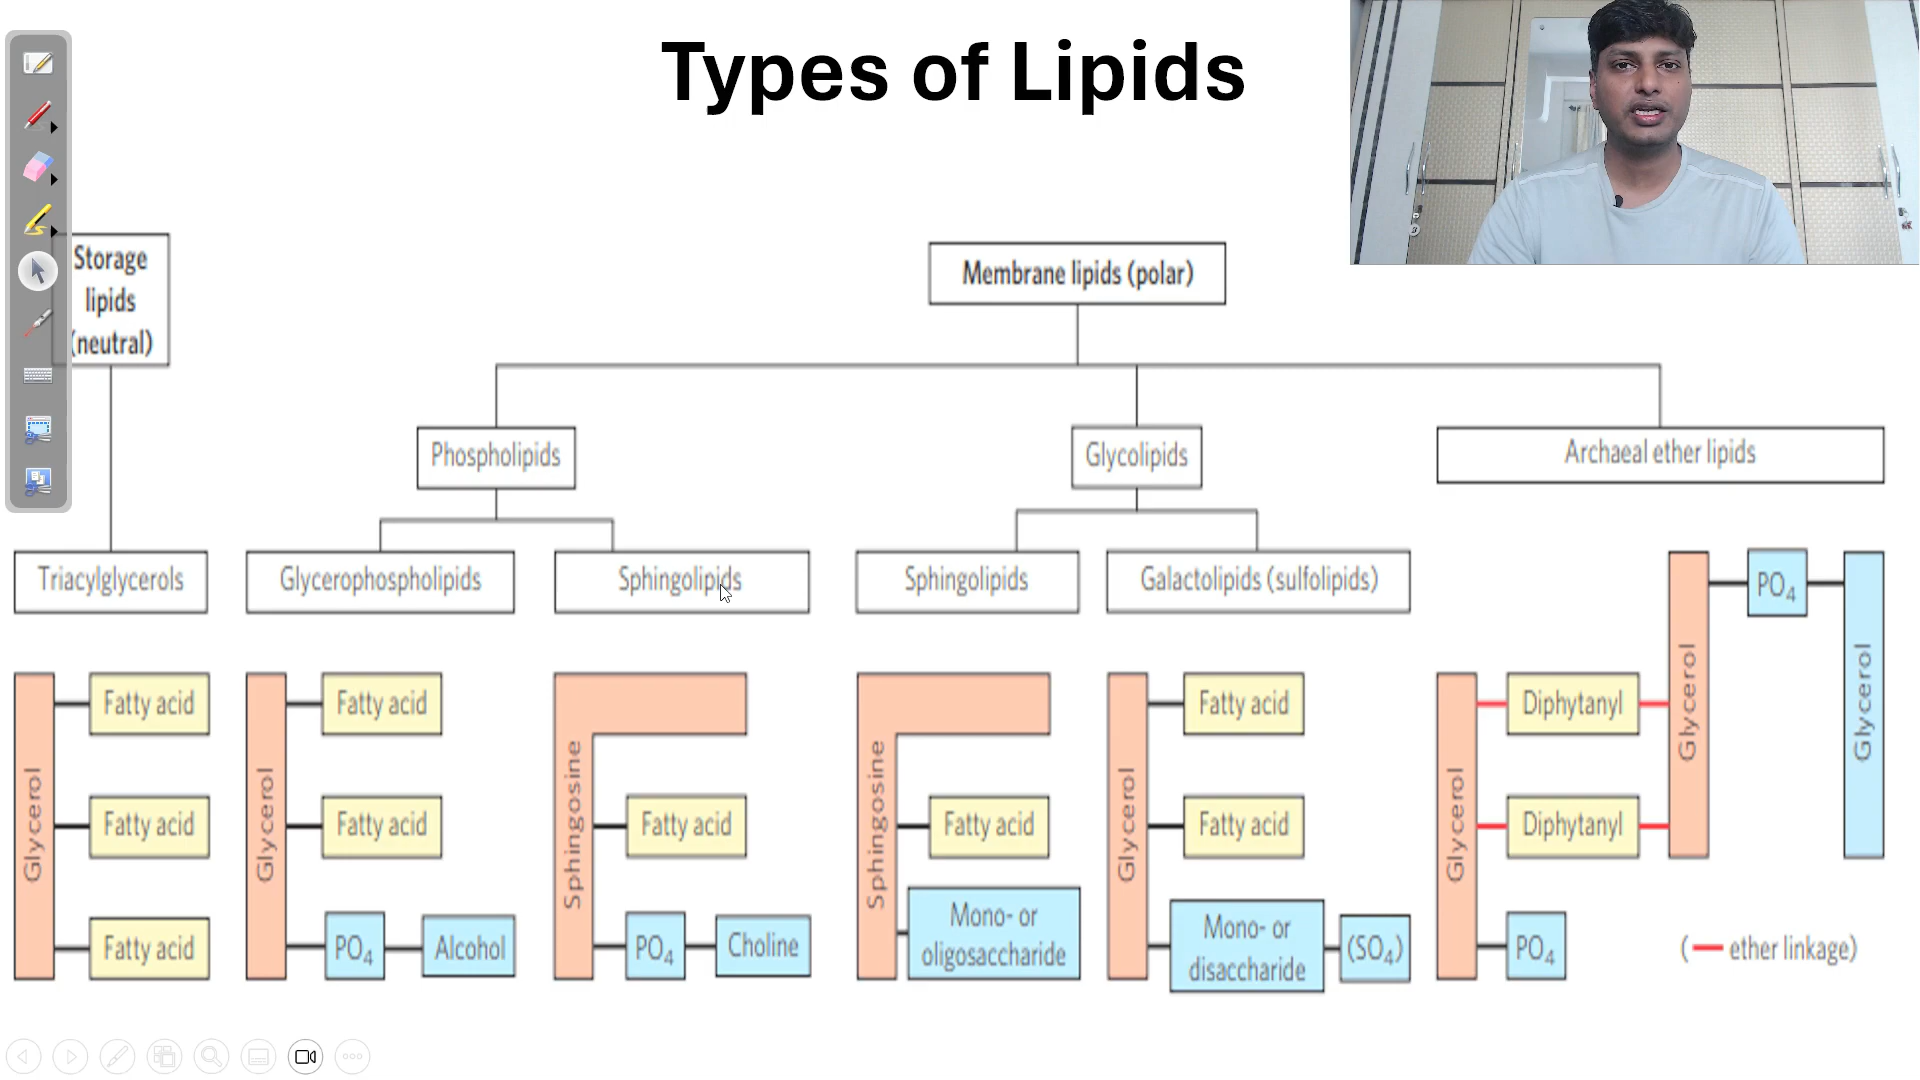 Types of Lipids
Storage
lipids
(neutral)
Membrane lipids (polar)
Phospholipids
Glycolipids
Archaeal ether lipids
Triacylglycerols
Glycerophospholipids
Sphingolipids
Sphingolipids
Galactolipids (sulfolipids)
Glycerol
Fatty acid
Fatty acid
Fatty acid
Glycerol
Fatty acid
Fatty acid
PO₄
Alcohol
Sphingosine
Fatty acid
PO₄
Choline
Sphingosine
Fatty acid
Mono- or
oligosaccharide
Glycerol
Fatty acid
Fatty acid
Mono- or
disaccharide
(SO₄)
Glycerol
Diphytanyl
Diphytanyl
PO₄
Glycerol
PO₄
Glycerol
( — ether linkage)